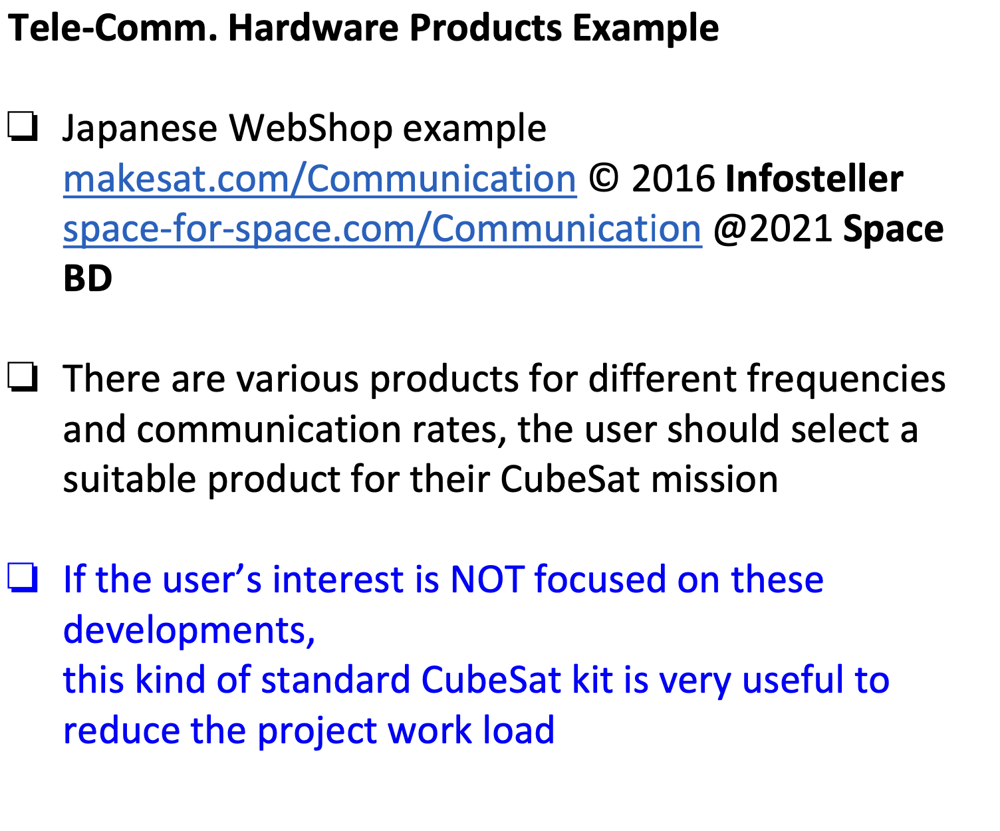 Tele-Comm. Hardware Products Example
❏ Japanese WebShop example
makesat.com/Communication © 2016 Infosteller
space-for-space.com/Communication @2021 Space
BD
❏ There are various products for different frequencies
and communication rates, the user should select a
suitable product for their CubeSat mission
❏ If the user’s interest is NOT focused on these
developments,
this kind of standard CubeSat kit is very useful to
reduce the project work load